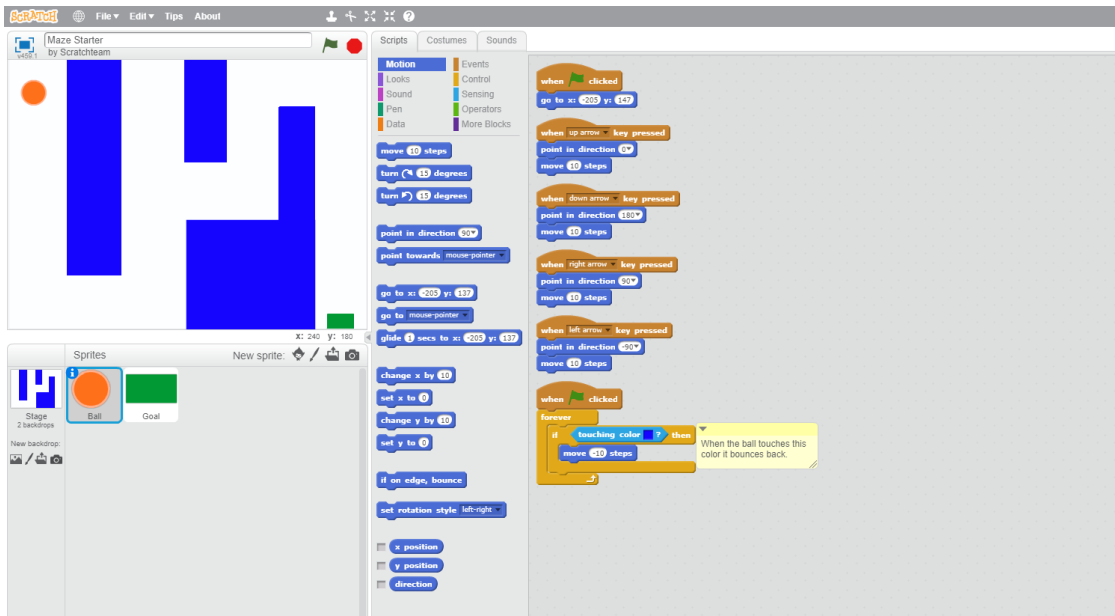 SCRATCH File▼ Edit▼ Tips About
Maze Starter
by Scratchteam
v459.1
X: 240 y: 180
Sprites New sprite:
Stage
2 backdrops
New backdrop:
Ball
Goal
Scripts Costumes Sounds
Motion Events
Looks Control
Sound Sensing
Pen Operators
Data More Blocks
move 10 steps
turn 15 degrees
turn 15 degrees
point in direction 90▼
point towards mouse-pointer
go to x: -205 y: 137
go to mouse-pointer
glide 1 secs to x: -205 y: 137
change x by 10
set x to 0
change y by 10
set y to 0
if on edge, bounce
set rotation style left-right
x position
y position
direction
when clicked
go to x: -205 y: 147
when up arrow key pressed
point in direction 0▼
move 10 steps
when down arrow key pressed
point in direction 180▼
move 10 steps
when right arrow key pressed
point in direction 90▼
move 10 steps
when left arrow key pressed
point in direction -90▼
move 10 steps
when clicked
forever
if touching color ? then
move -10 steps
When the ball touches this
color it bounces back.